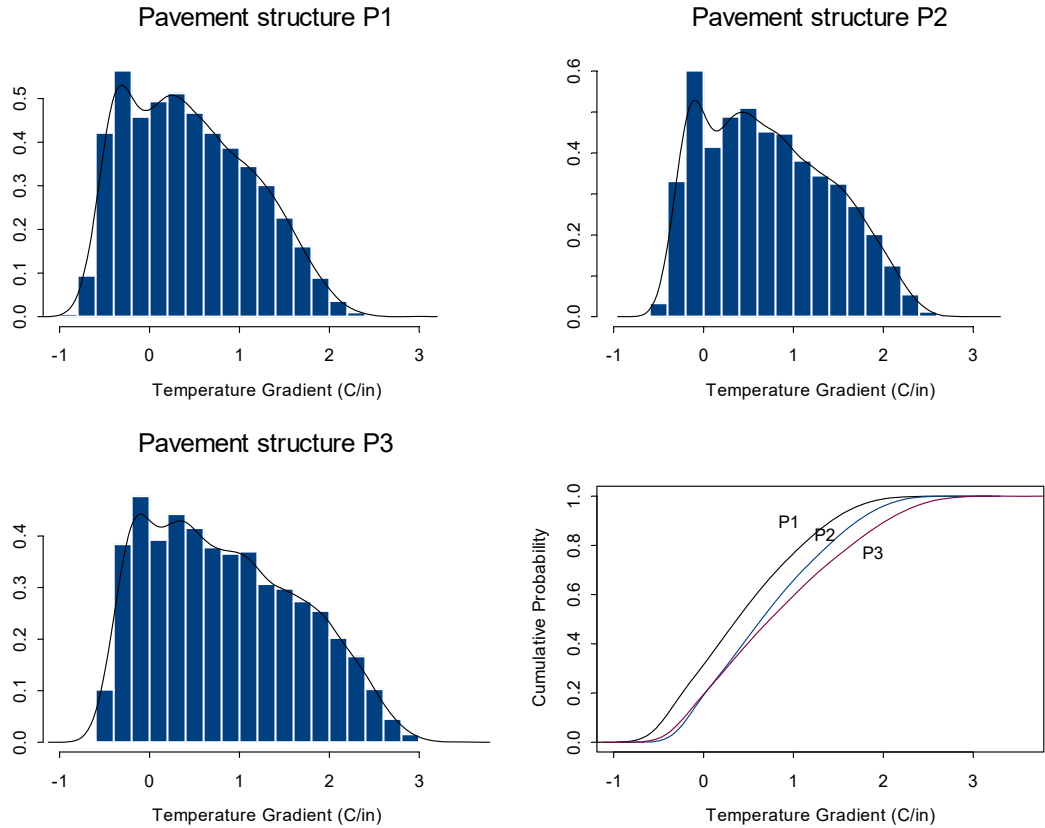 Pavement structure P1
0.5
0.4
0.3
0.2
0.1
0.0
-1 0 1 2 3
Temperature Gradient (C/in)
Pavement structure P2
0.6
0.4
0.2
0.0
-1 0 1 2 3
Temperature Gradient (C/in)
Pavement structure P3
0.4
0.3
0.2
0.1
0.0
-1 0 1 2 3
Temperature Gradient (C/in)
Cumulative Probability
1.0
0.8
0.6
0.4
0.2
0.0
P1
P2
P3
-1 0 1 2 3
Temperature Gradient (C/in)